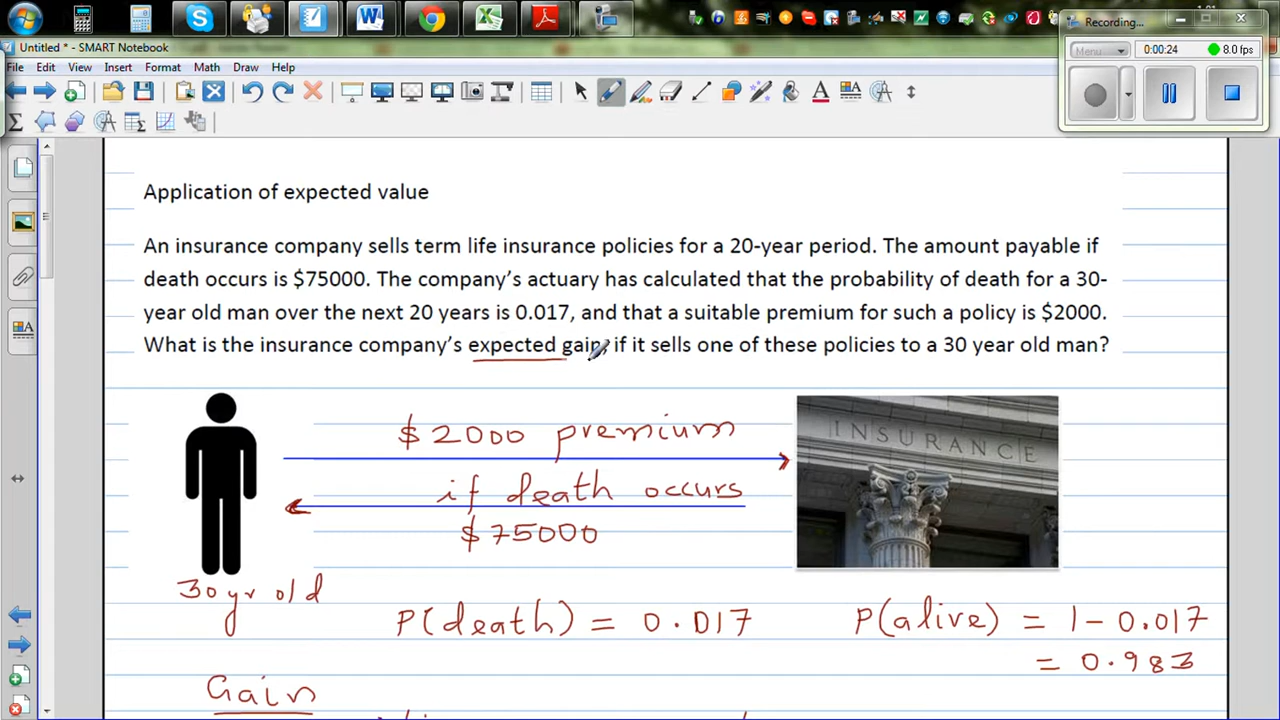 Recording...
Untitled * - SMART Notebook
Menu
0:00:24
8.0 fps
File Edit View Insert Format Math Draw Help
Application of expected value
An insurance company sells term life insurance policies for a 20-year period. The amount payable if
death occurs is $75000. The company's actuary has calculated that the probability of death for a 30-
year old man over the next 20 years is 0.017, and that a suitable premium for such a policy is $2000.
What is the insurance company's expected gain, if it sells one of these policies to a 30 year old man?
$2000 premium
INSURANCE
if death occurs
$75000
30 yr old
P(death) = 0.017
P(alive) = 1 - 0.017
= 0.983
Gain